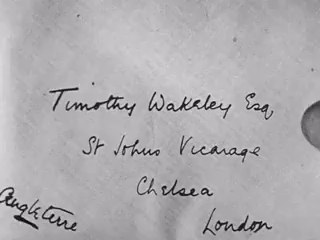 Timothy Wakeley Esq
St Johns Vicarage
Chelsea
London
Angleterre